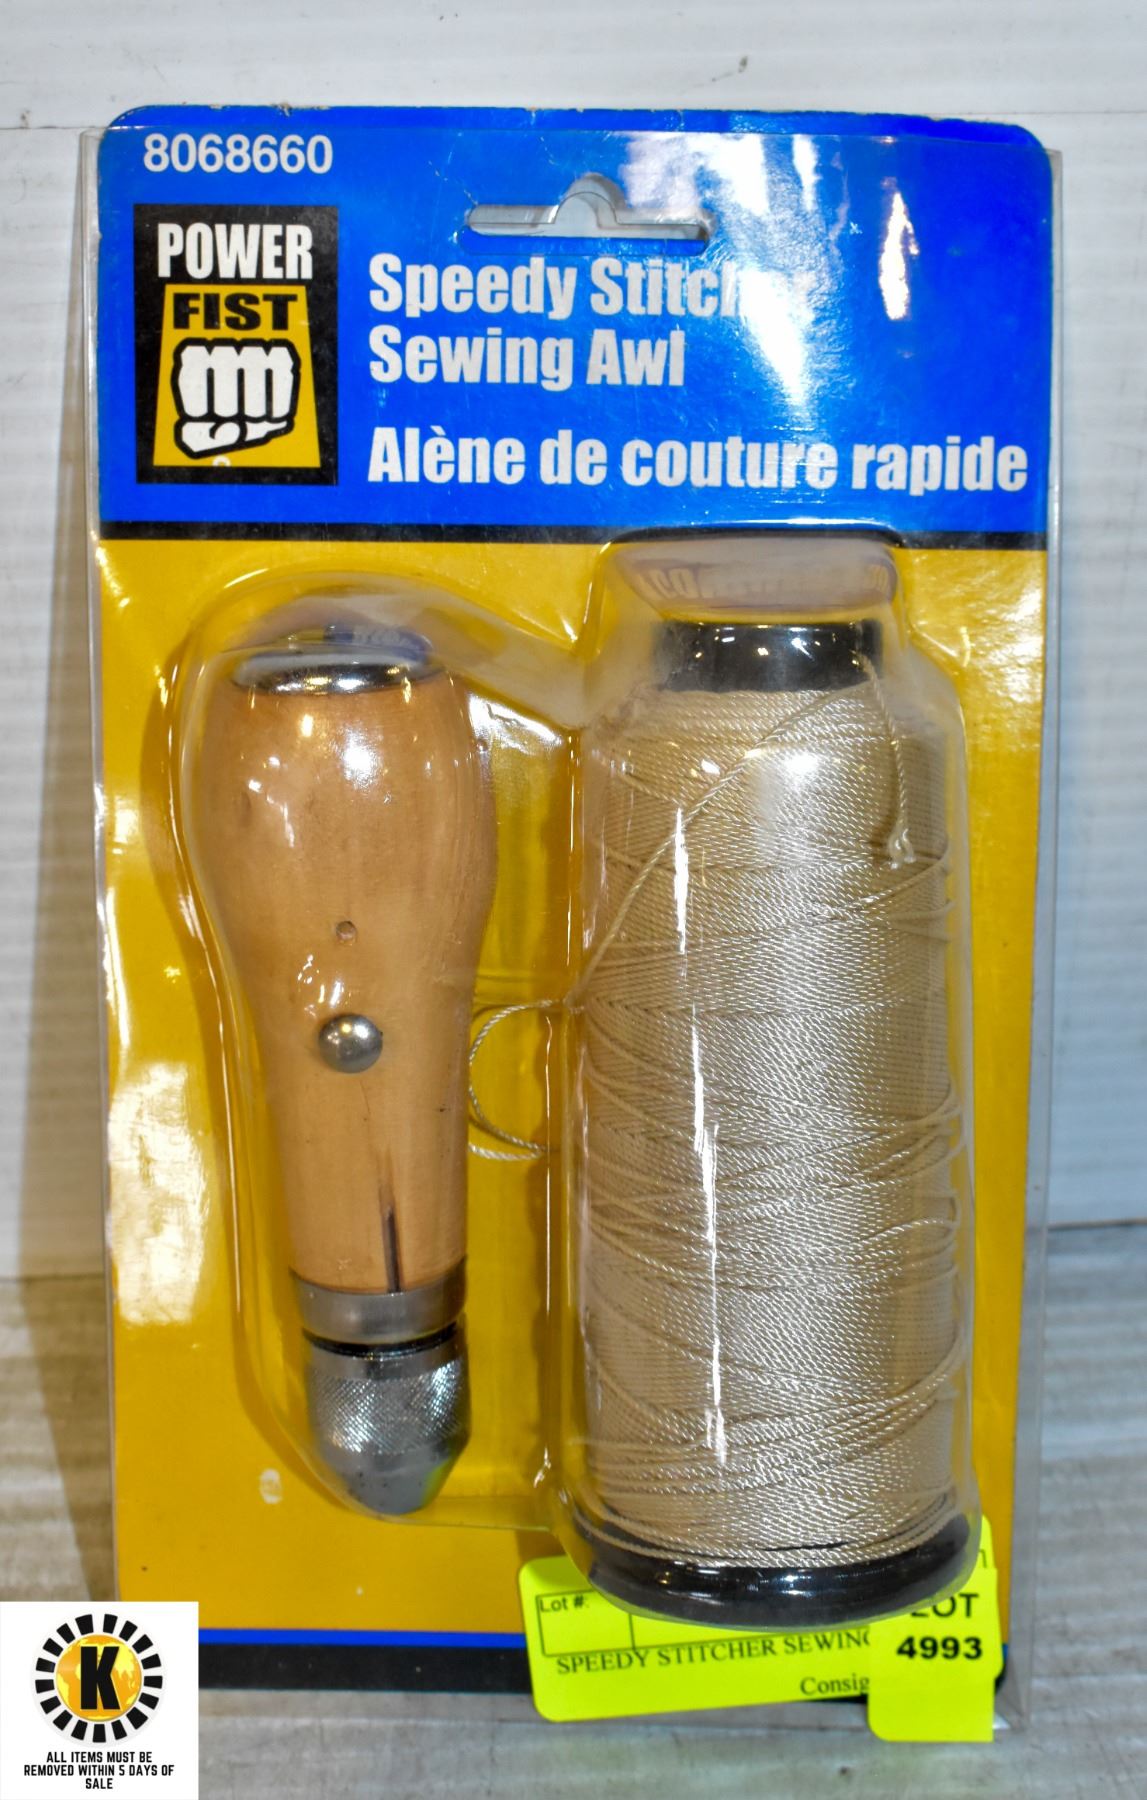 8068660
POWER
FIST
Speedy Stitcher
Sewing Awl
Alène de couture rapide
Lot #:
LOT
4993
SPEEDY STITCHER SEWING
Consig
K
ALL ITEMS MUST BE
REMOVED WITHIN 5 DAYS OF
SALE